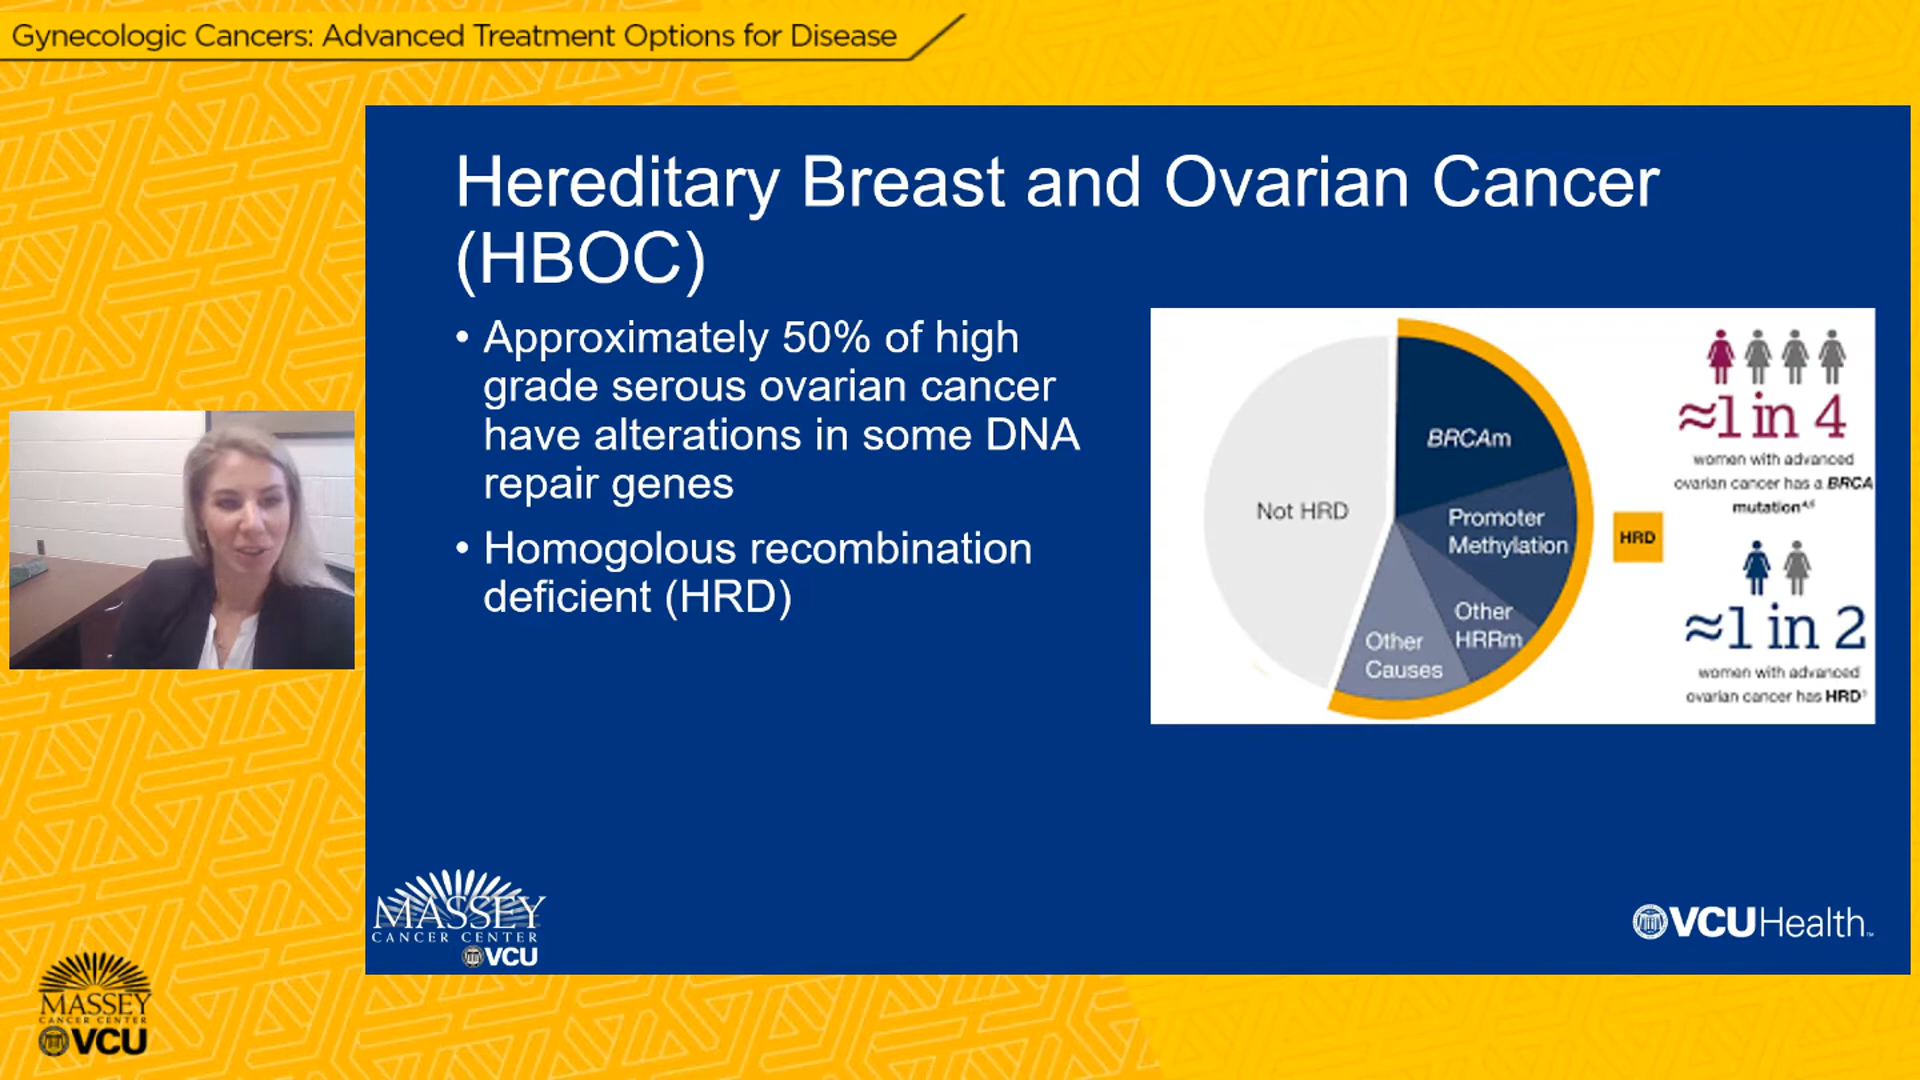 Gynecologic Cancers: Advanced Treatment Options for Disease
Hereditary Breast and Ovarian Cancer
(HBOC)
• Approximately 50% of high
grade serous ovarian cancer
have alterations in some DNA
repair genes
• Homogolous recombination
deficient (HRD)
Not HRD
BRCAm
Promoter
Methylation
Other
HRRm
Other
Causes
HRD
≈1 in 4
women with advanced
ovarian cancer has a BRCA
mutation
≈1 in 2
women with advanced
ovarian cancer has HRD
MASSEY
CANCER CENTER
VCU
VCUHealth™
MASSEY
CANCER CENTER
VCU